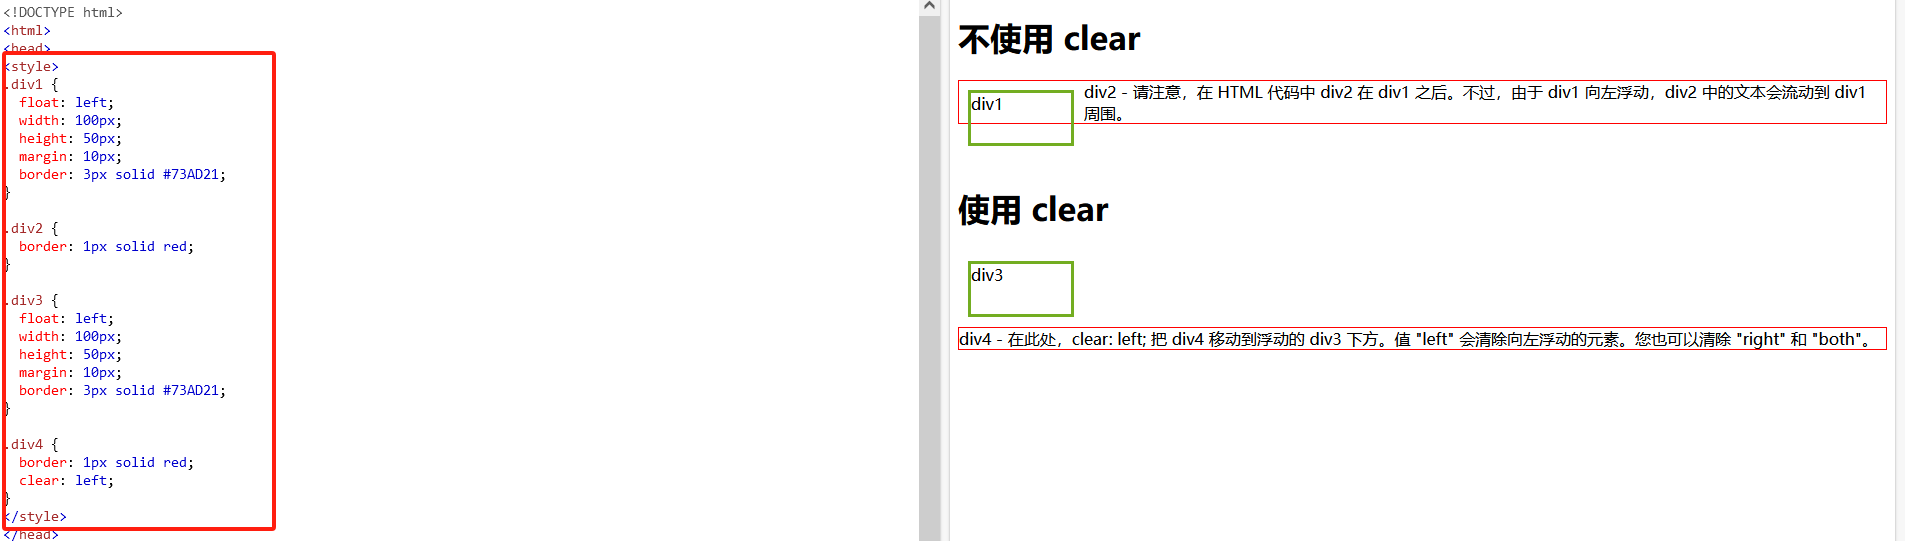 <!DOCTYPE html>
<html>
<head>
<style>
.div1 {
  float: left;
  width: 100px;
  height: 50px;
  margin: 10px;
  border: 3px solid #73AD21;
}
.div2 {
  border: 1px solid red;
}
.div3 {
  float: left;
  width: 100px;
  height: 50px;
  margin: 10px;
  border: 3px solid #73AD21;
}
.div4 {
  border: 1px solid red;
  clear: left;
}
</style>
</head>
不使用 clear
div1
div2 - 请注意，在 HTML 代码中 div2 在 div1 之后。不过，由于 div1 向左浮动，div2 中的文本会流动到 div1
周围。
使用 clear
div3
div4 - 在此处，clear: left; 把 div4 移动到浮动的 div3 下方。值 "left" 会清除向左浮动的元素。您也可以清除 "right" 和 "both"。